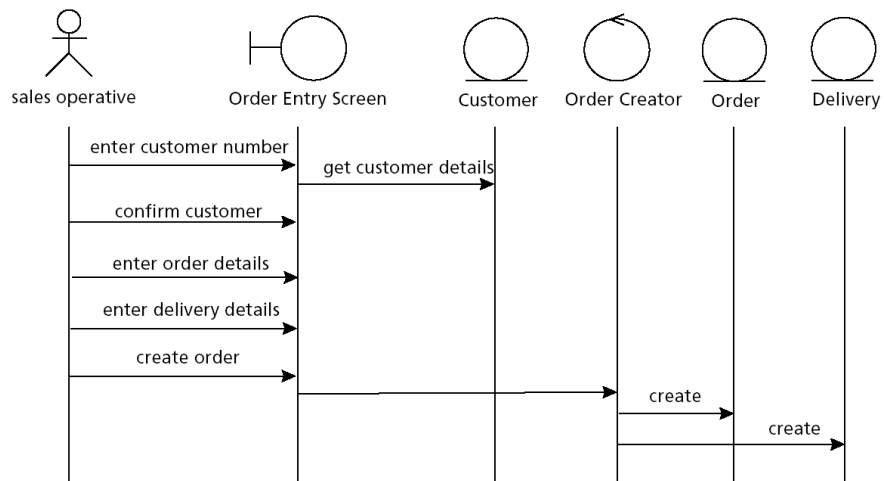 sales operative
Order Entry Screen
Customer
Order Creator
Order
Delivery
enter customer number
get customer details
confirm customer
enter order details
enter delivery details
create order
create
create